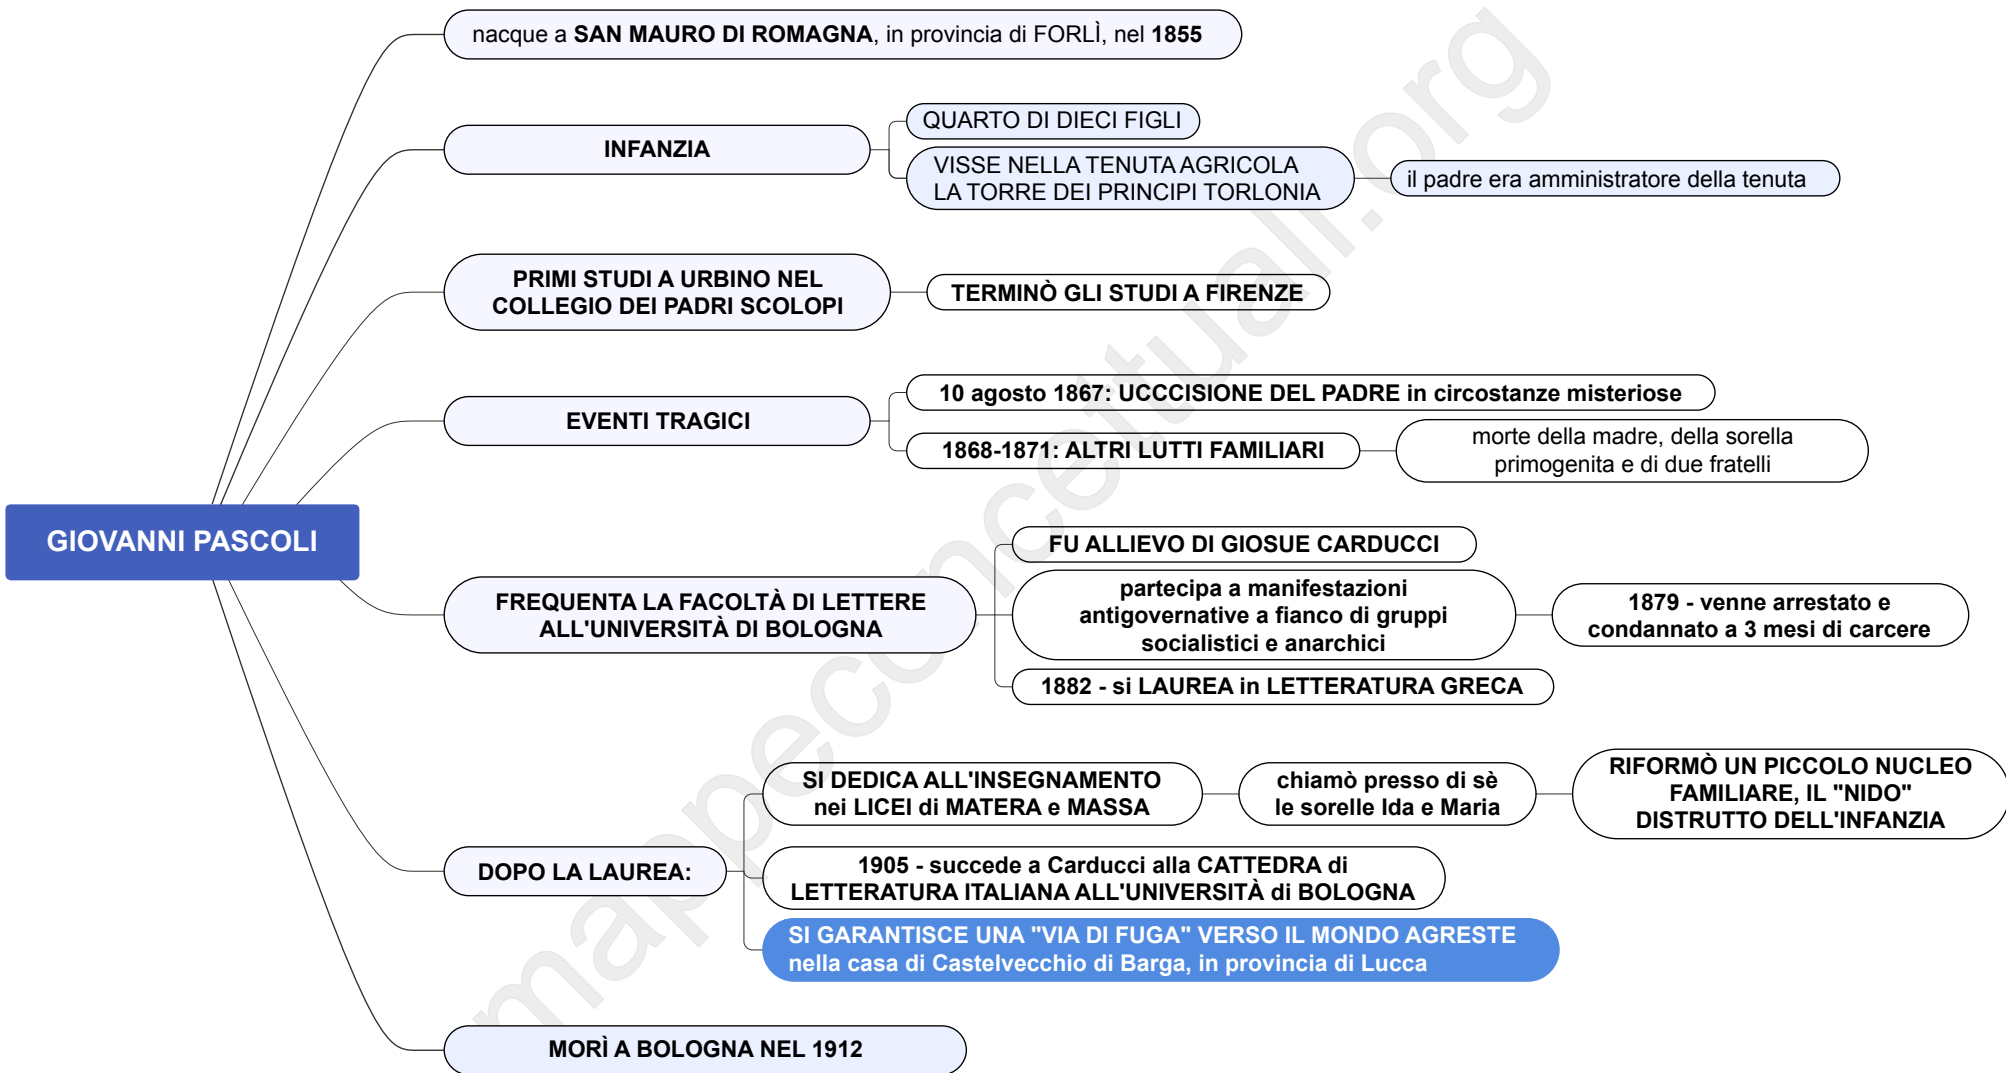 nacque a SAN MAURO DI ROMAGNA, in provincia di FORLÌ, nel 1855
INFANZIA
QUARTO DI DIECI FIGLI
VISSE NELLA TENUTA AGRICOLA
LA TORRE DEI PRINCIPI TORLONIA
il padre era amministratore della tenuta
PRIMI STUDI A URBINO NEL
COLLEGIO DEI PADRI SCOLOPI
TERMINÒ GLI STUDI A FIRENZE
EVENTI TRAGICI
10 agosto 1867: UCCCISIONE DEL PADRE in circostanze misteriose
1868-1871: ALTRI LUTTI FAMILIARI
morte della madre, della sorella
primogenita e di due fratelli
GIOVANNI PASCOLI
FREQUENTA LA FACOLTÀ DI LETTERE
ALL'UNIVERSITÀ DI BOLOGNA
FU ALLIEVO DI GIOSUE CARDUCCI
partecipa a manifestazioni
antigovernative a fianco di gruppi
socialistici e anarchici
1879 - venne arrestato e
condannato a 3 mesi di carcere
1882 - si LAUREA in LETTERATURA GRECA
DOPO LA LAUREA:
SI DEDICA ALL'INSEGNAMENTO
nei LICEI di MATERA e MASSA
chiamò presso di sè
le sorelle Ida e Maria
RIFORMÒ UN PICCOLO NUCLEO
FAMILIARE, IL "NIDO"
DISTRUTTO DELL'INFANZIA
1905 - succede a Carducci alla CATTEDRA di
LETTERATURA ITALIANA ALL'UNIVERSITÀ di BOLOGNA
SI GARANTISCE UNA "VIA DI FUGA" VERSO IL MONDO AGRESTE
nella casa di Castelvecchio di Barga, in provincia di Lucca
MORÌ A BOLOGNA NEL 1912
mappeconcettuali.org